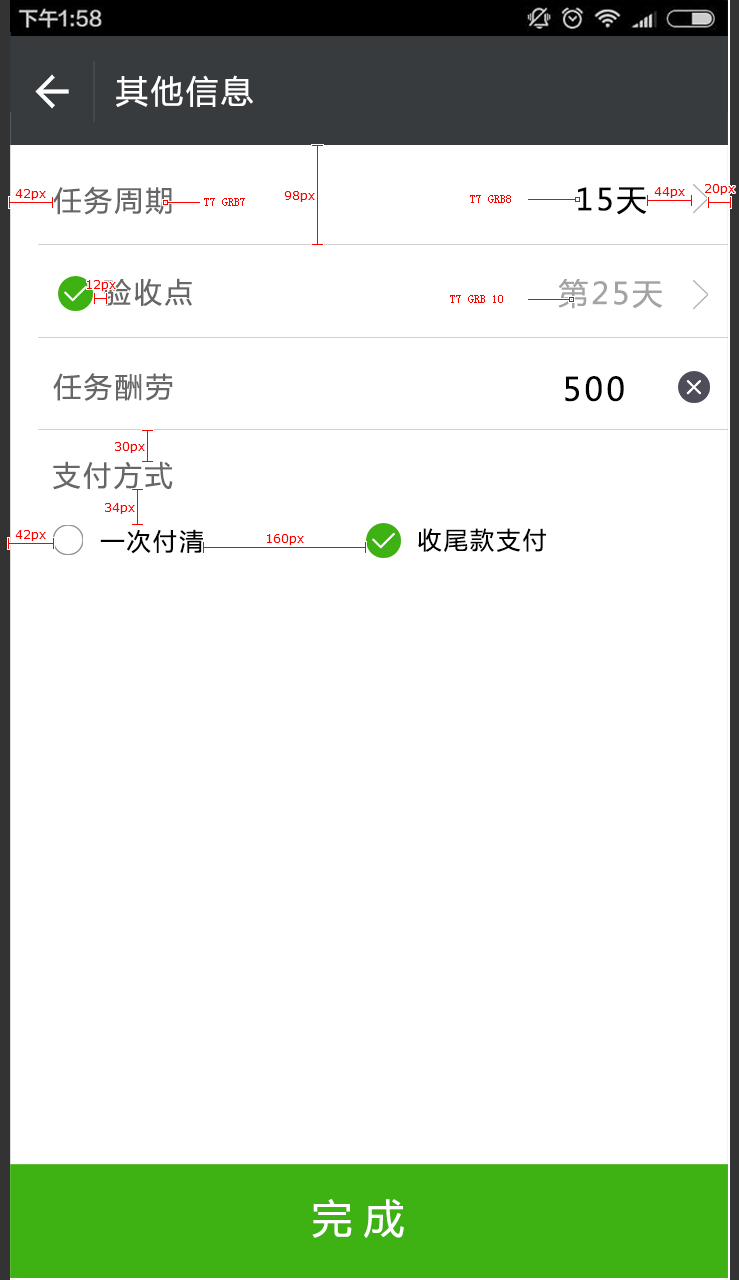 下午1:58
其他信息
98px
42px 任务周期 T7 GRB7 T7 GRB8 15天 44px 20px
12px 验收点 T7 GRB 10 第25天
任务酬劳 500
30px
支付方式
34px
42px 一次付清 160px 收尾款支付
完成